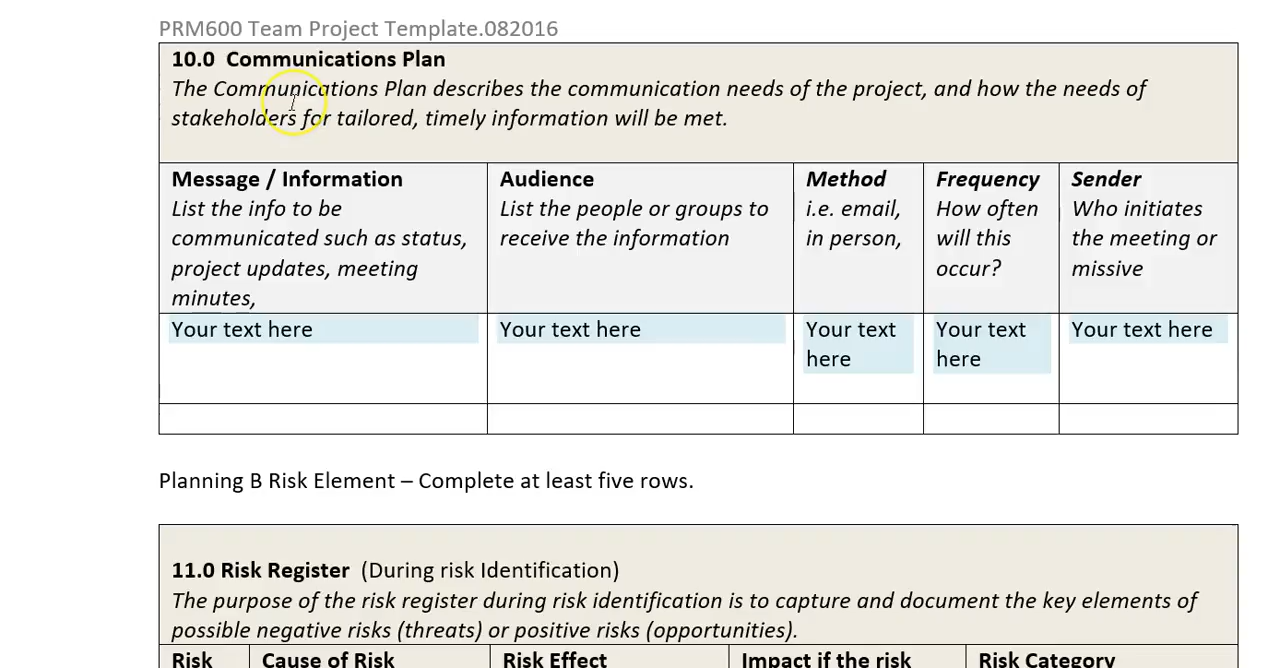 PRM600 Team Project Template.082016
10.0  Communications Plan
The Communications Plan describes the communication needs of the project, and how the needs of
stakeholders for tailored, timely information will be met.
Message / Information
List the info to be
communicated such as status,
project updates, meeting
minutes,
Audience
List the people or groups to
receive the information
Method
i.e. email,
in person,
Frequency
How often
will this
occur?
Sender
Who initiates
the meeting or
missive
Your text here
Your text here
Your text
here
Your text
here
Your text here
Planning B Risk Element – Complete at least five rows.
11.0 Risk Register  (During risk Identification)
The purpose of the risk register during risk identification is to capture and document the key elements of
possible negative risks (threats) or positive risks (opportunities).
Risk
Cause of Risk
Risk Effect
Impact if the risk
Risk Category